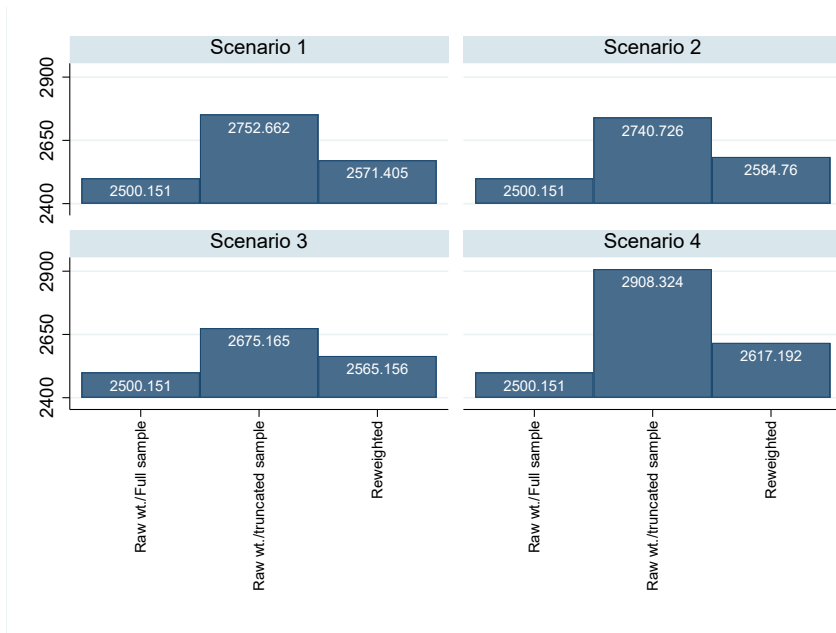 Scenario 1
Scenario 2
2900
2650
2400
2500.151
2752.662
2571.405
2500.151
2740.726
2584.76
Scenario 3
Scenario 4
2900
2650
2400
2500.151
2675.165
2565.156
2500.151
2908.324
2617.192
Raw wt./Full sample
Raw wt./truncated sample
Reweighted
Raw wt./Full sample
Raw wt./truncated sample
Reweighted